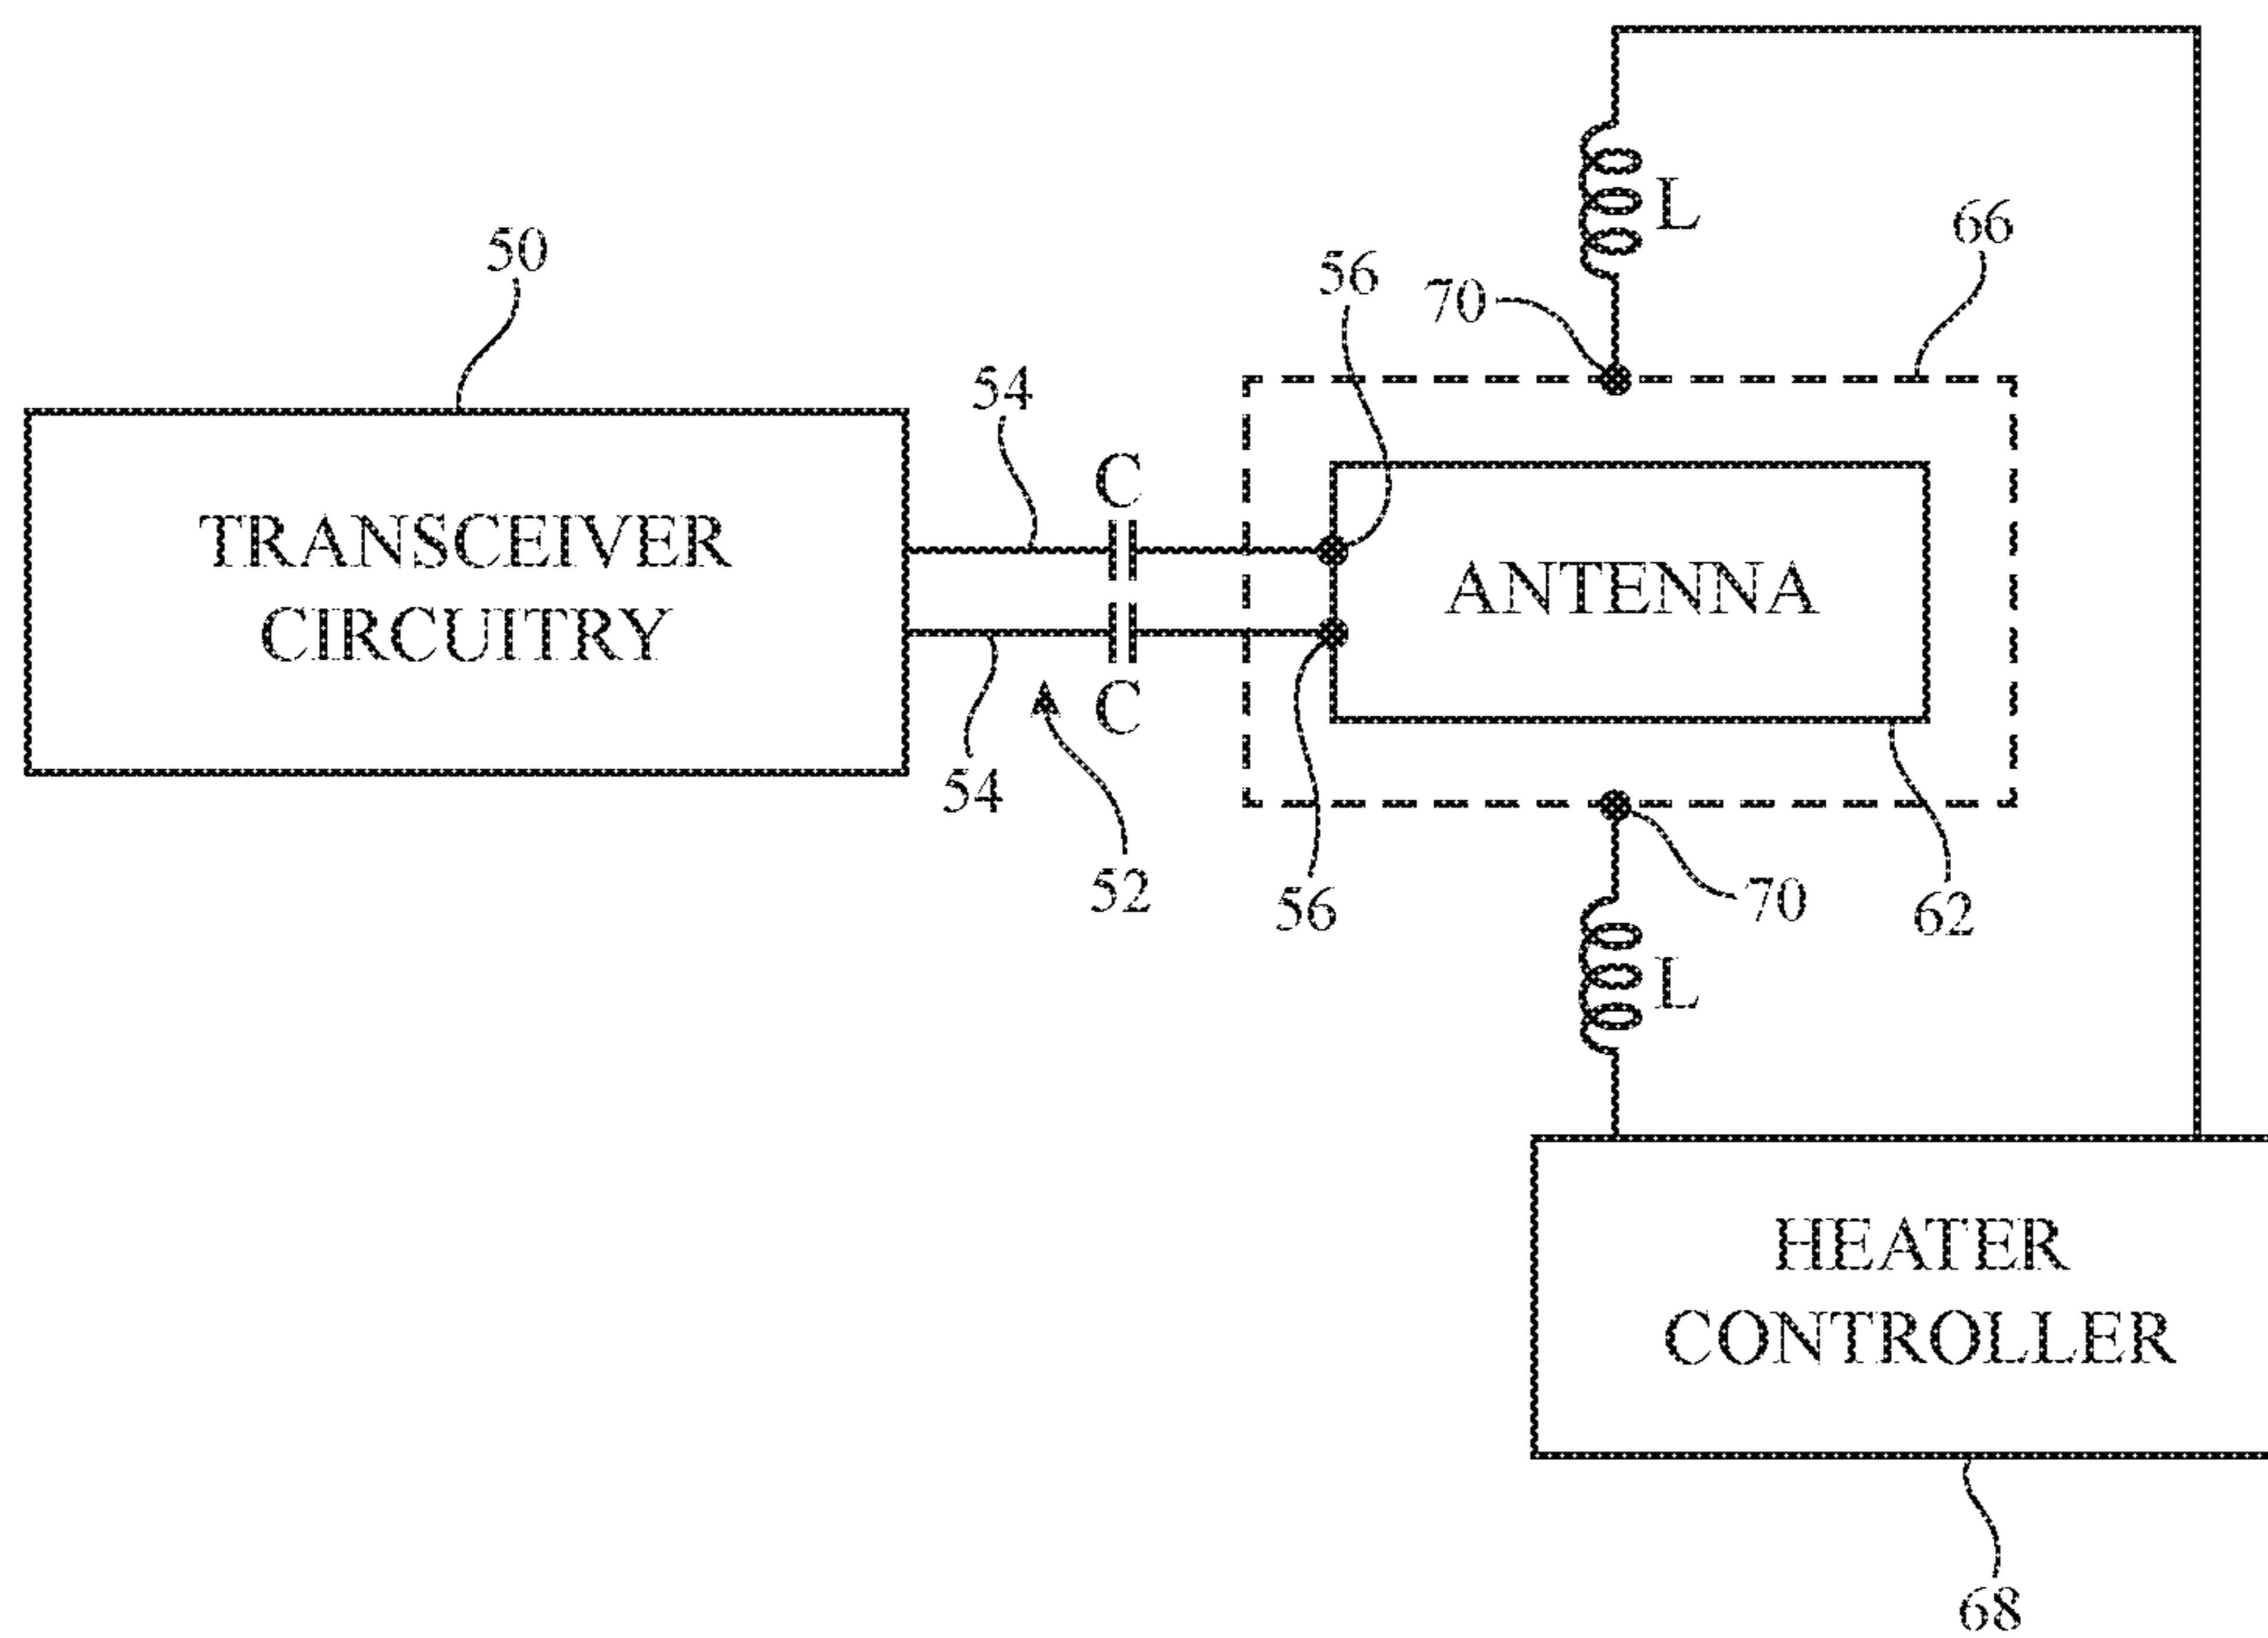 L
66
50
56
70
54
C
TRANSCEIVER
CIRCUITRY
ANTENNA
C
54
52
56
70
62
L
HEATER
CONTROLLER
68